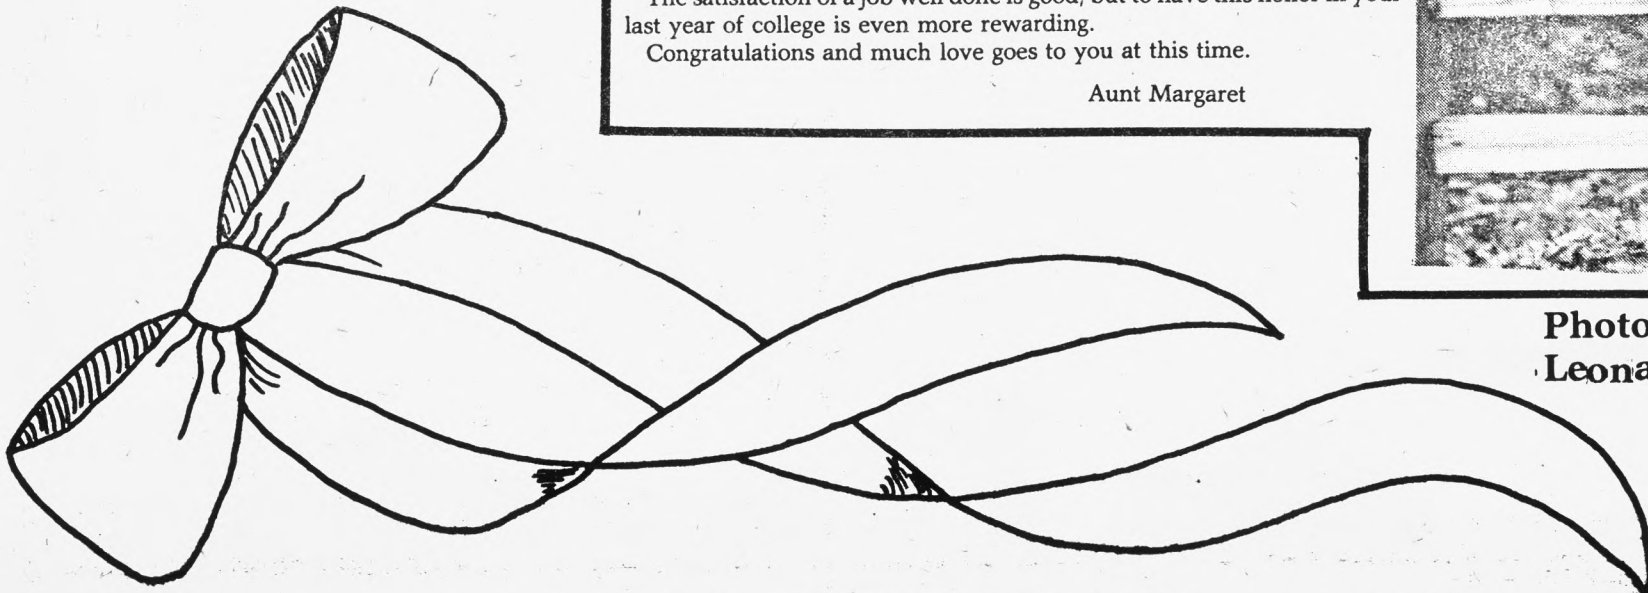 last year of college is even more rewarding.
Congratulations and much love goes to you at this time.
Aunt Margaret
Photo
Leona